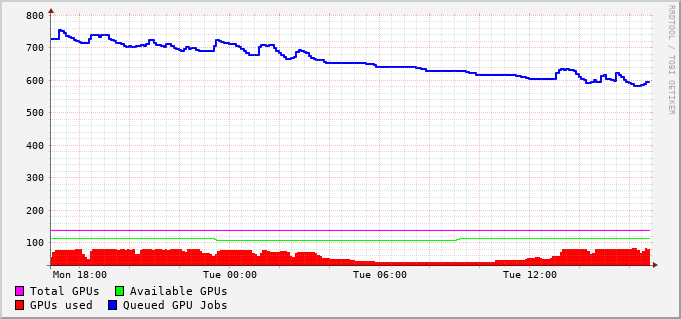 800
700
600
500
400
300
200
100
Mon 18:00 Tue 00:00 Tue 06:00 Tue 12:00
Total GPUs Available GPUs
GPUs used Queued GPU Jobs
RRDTOOL / TOBI OETIKER